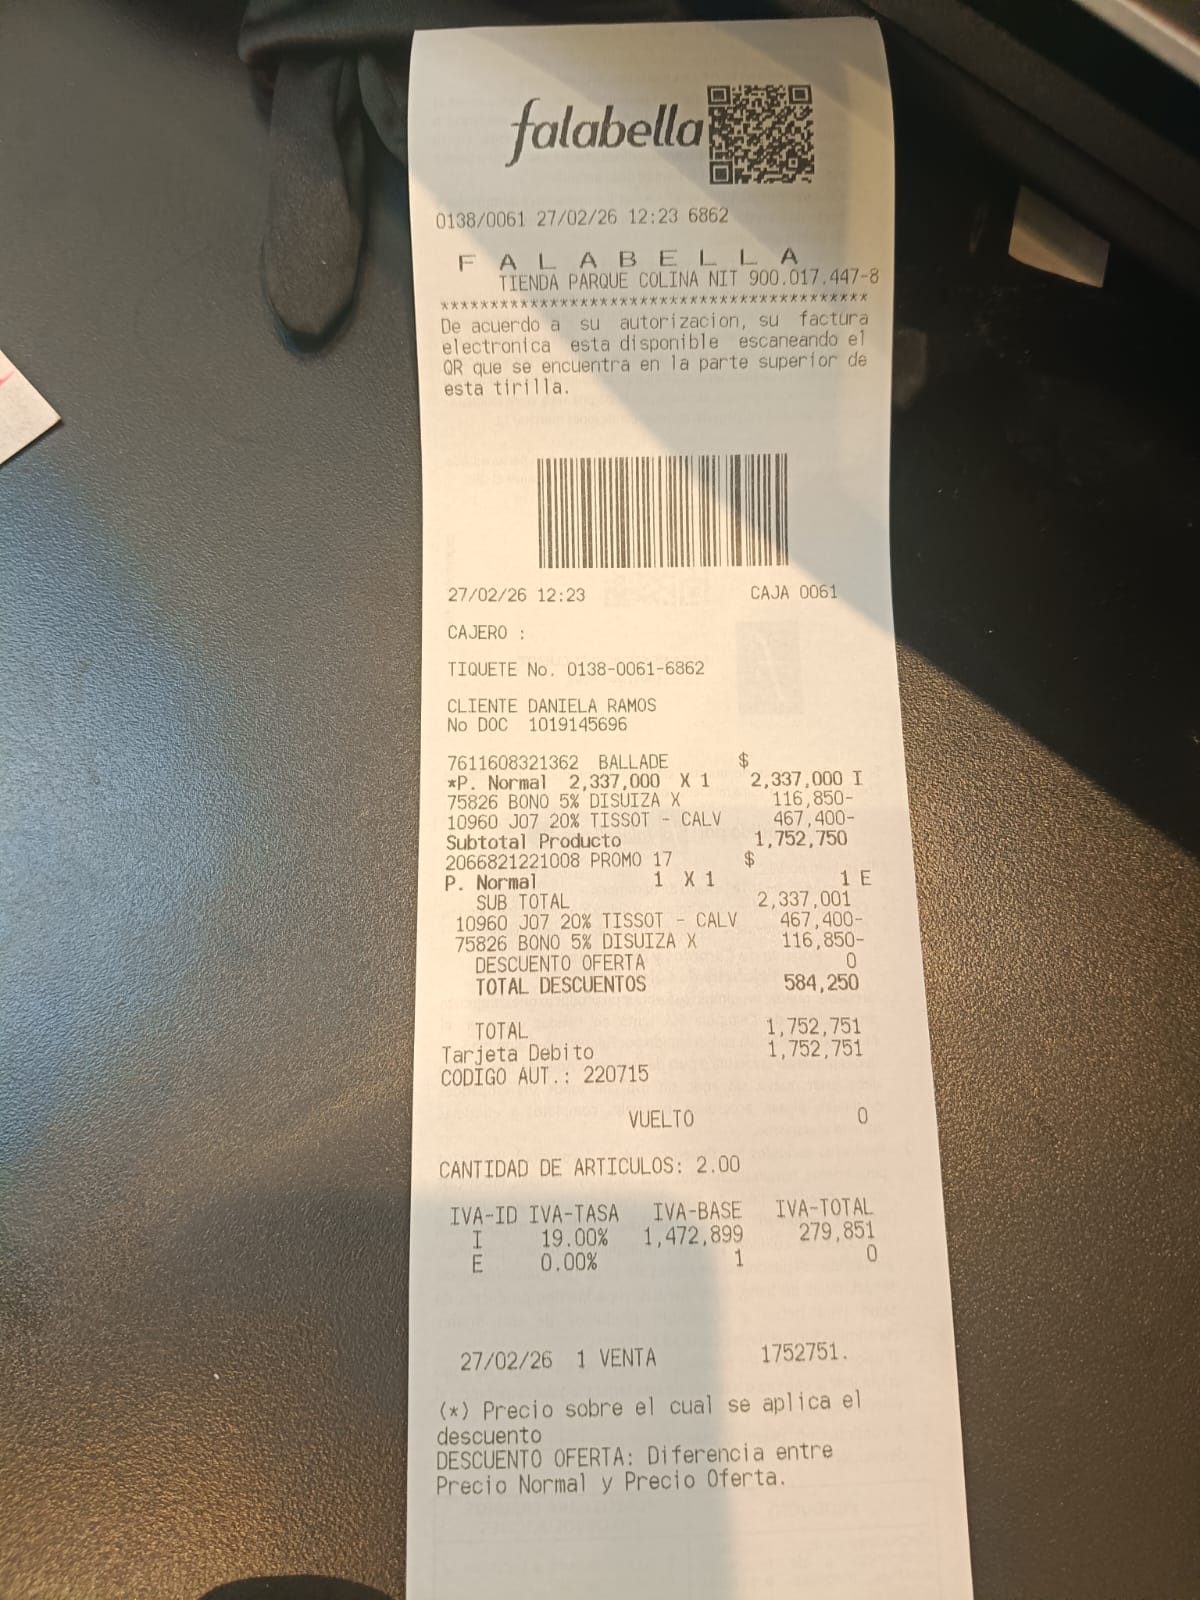 falabella
0138/0061 27/02/26 12:23 6862
F A L A B E L L A
TIENDA PARQUE COLINA NIT 900.017.447-8
*******************************************
De acuerdo a su autorizacion, su factura
electronica esta disponible escaneando el
QR que se encuentra en la parte superior de
esta tirilla.
27/02/26 12:23 CAJA 0061
CAJERO :
TIQUETE No. 0138-0061-6862
CLIENTE DANIELA RAMOS
No DOC 1019145696
7611608321362 BALLADE $
*P. Normal 2,337,000 X 1 2,337,000 I
75826 BONO 5% DISUIZA X 116,850-
10960 J07 20% TISSOT - CALV 467,400-
Subtotal Producto 1,752,750
2066821221008 PROMO 17 $
P. Normal 1 X 1 1 E
SUB TOTAL 2,337,001
10960 J07 20% TISSOT - CALV 467,400-
75826 BONO 5% DISUIZA X 116,850-
DESCUENTO OFERTA 0
TOTAL DESCUENTOS 584,250
TOTAL 1,752,751
Tarjeta Debito 1,752,751
CODIGO AUT.: 220715
VUELTO 0
CANTIDAD DE ARTICULOS: 2.00
IVA-ID IVA-TASA IVA-BASE IVA-TOTAL
I 19.00% 1,472,899 279,851
E 0.00% 1 0
27/02/26 1 VENTA 1752751.
(*) Precio sobre el cual se aplica el
descuento
DESCUENTO OFERTA: Diferencia entre
Precio Normal y Precio Oferta.